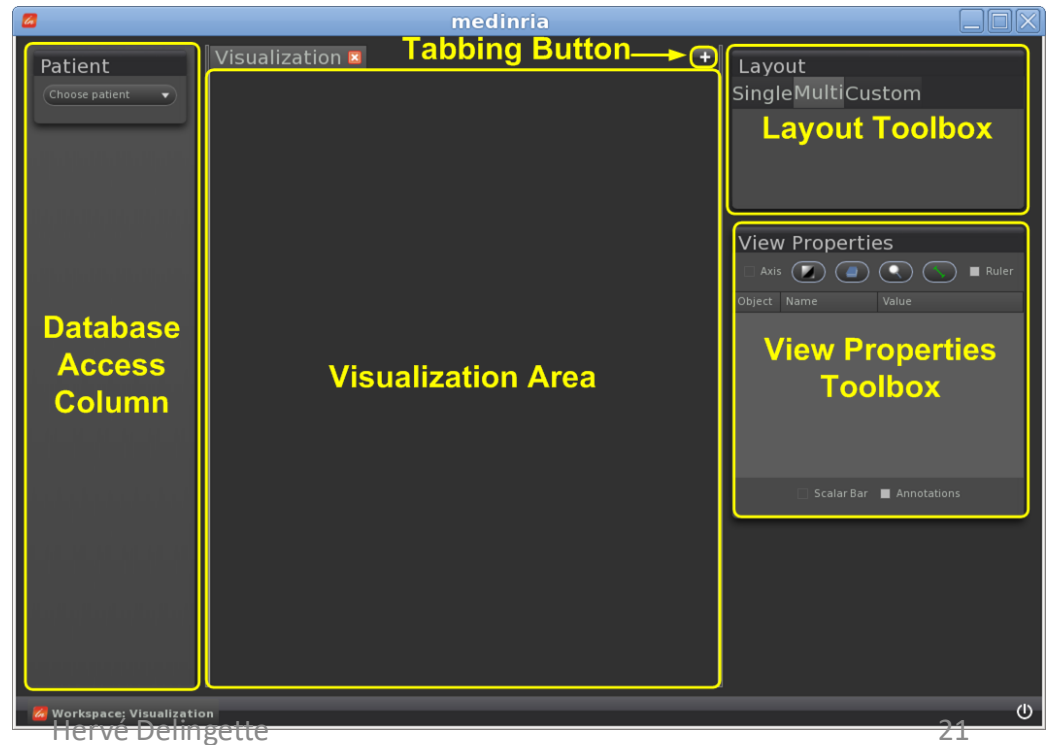 medinria
Patient
Choose patient
Database
Access
Column
Visualization
Tabbing Button
Visualization Area
Layout
Single Multi Custom
Layout Toolbox
View Properties
Axis Ruler
Object Name Value
View Properties
Toolbox
Scalar Bar Annotations
Workspace: Visualization
Hervé Delingette
21